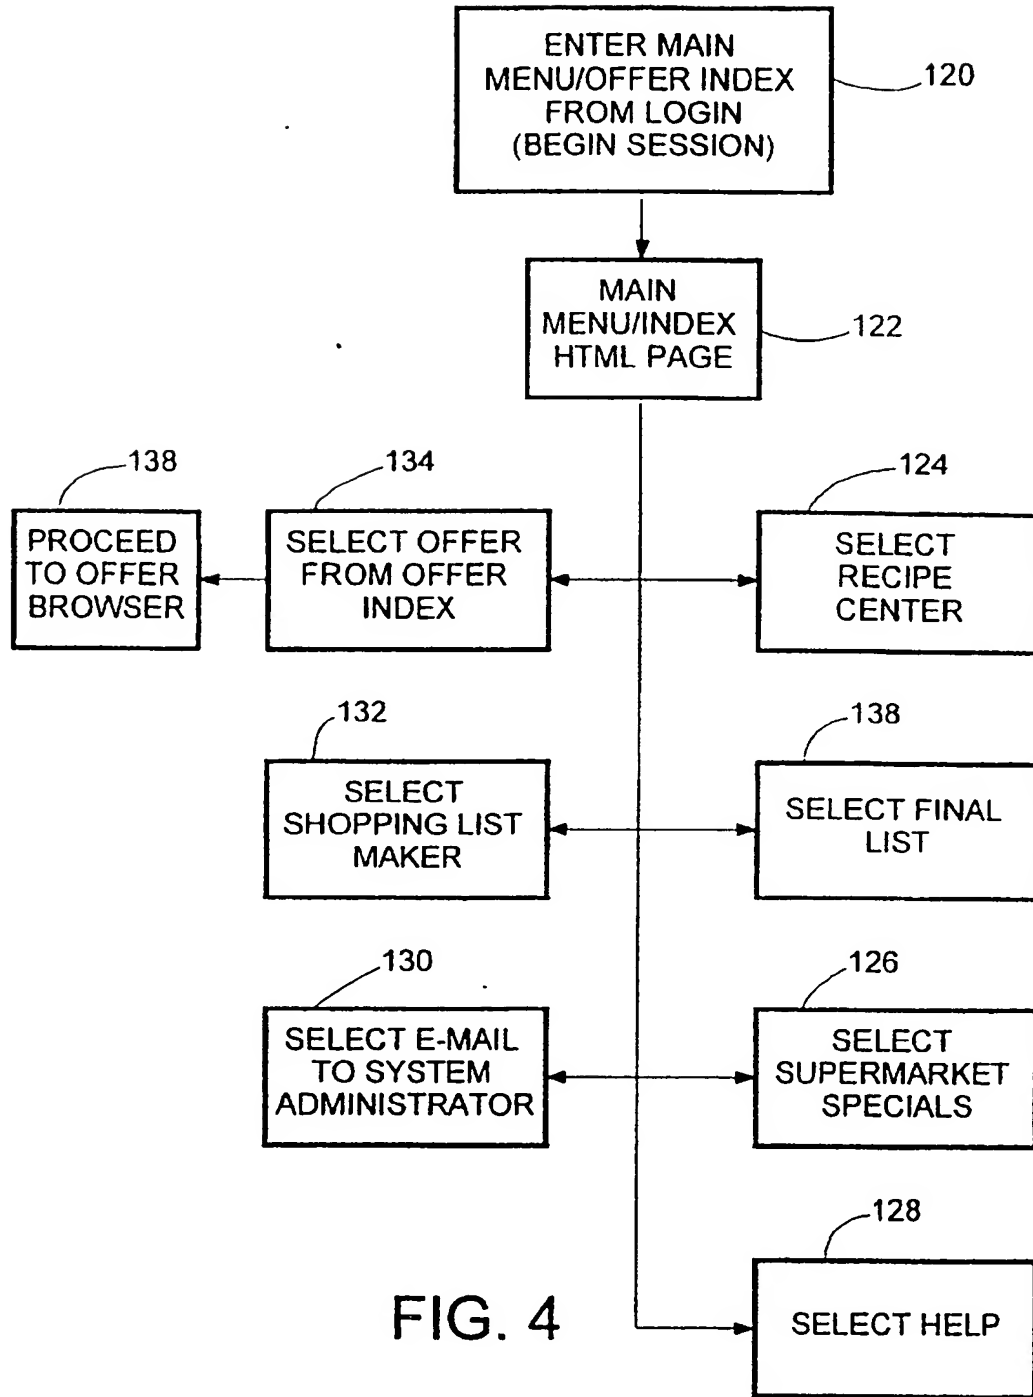 ENTER MAIN
MENU/OFFER INDEX
FROM LOGIN
(BEGIN SESSION)
120
MAIN
MENU/INDEX
HTML PAGE
122
138
PROCEED
TO OFFER
BROWSER
134
SELECT OFFER
FROM OFFER
INDEX
124
SELECT
RECIPE
CENTER
132
SELECT
SHOPPING LIST
MAKER
138
SELECT FINAL
LIST
130
SELECT E-MAIL
TO SYSTEM
ADMINISTRATOR
126
SELECT
SUPERMARKET
SPECIALS
128
SELECT HELP
FIG. 4